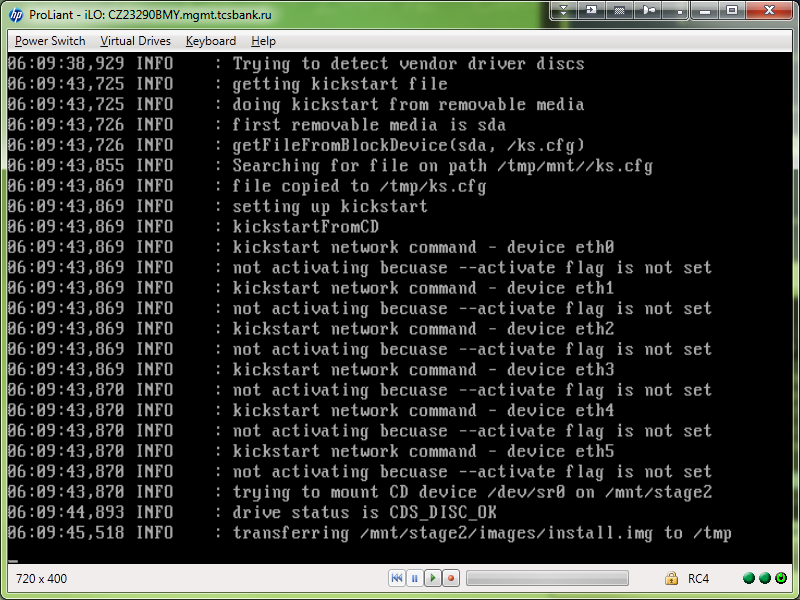 ProLiant - iLO: CZ23290BMY.mgmt.tcsbank.ru
Power Switch Virtual Drives Keyboard Help
06:09:38,929 INFO : Trying to detect vendor driver discs
06:09:43,725 INFO : getting kickstart file
06:09:43,725 INFO : doing kickstart from removable media
06:09:43,726 INFO : first removable media is sda
06:09:43,726 INFO : getFileFromBlockDevice(sda, /ks.cfg)
06:09:43,855 INFO : Searching for file on path /tmp/mnt//ks.cfg
06:09:43,869 INFO : file copied to /tmp/ks.cfg
06:09:43,869 INFO : setting up kickstart
06:09:43,869 INFO : kickstartFromCD
06:09:43,869 INFO : kickstart network command - device eth0
06:09:43,869 INFO : not activating becuase --activate flag is not set
06:09:43,869 INFO : kickstart network command - device eth1
06:09:43,869 INFO : not activating becuase --activate flag is not set
06:09:43,869 INFO : kickstart network command - device eth2
06:09:43,869 INFO : not activating becuase --activate flag is not set
06:09:43,869 INFO : kickstart network command - device eth3
06:09:43,870 INFO : not activating becuase --activate flag is not set
06:09:43,870 INFO : kickstart network command - device eth4
06:09:43,870 INFO : not activating becuase --activate flag is not set
06:09:43,870 INFO : kickstart network command - device eth5
06:09:43,870 INFO : not activating becuase --activate flag is not set
06:09:43,870 INFO : trying to mount CD device /dev/sr0 on /mnt/stage2
06:09:44,893 INFO : drive status is CDS_DISC_OK
06:09:45,518 INFO : transferring /mnt/stage2/images/install.img to /tmp
720 x 400 RC4